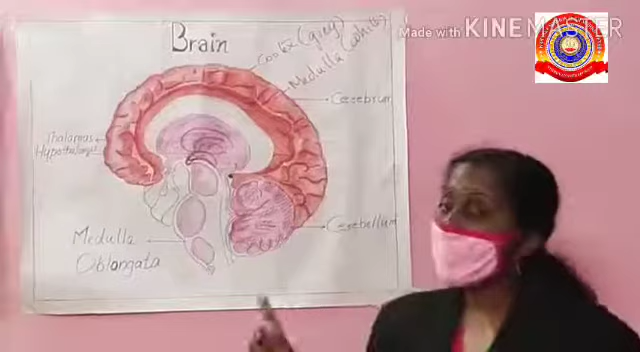 Made with KINEMASTER
Brain
Cortex (grey)
Medulla (white)
Cerebrum
Thalamus
Hypothalamus
Cerebellum
Medulla
Oblongata